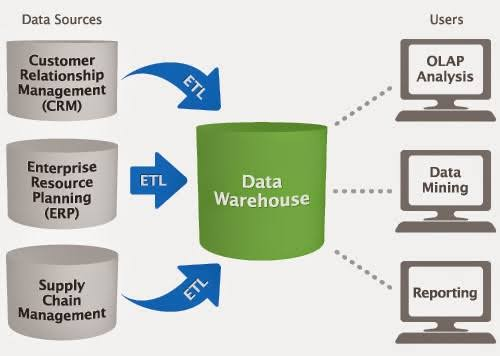 Data Sources
Users
Customer
Relationship
Management
(CRM)
ETL
OLAP
Analysis
Enterprise
Resource
Planning
(ERP)
ETL
Data
Warehouse
Data
Mining
Supply
Chain
Management
ETL
Reporting